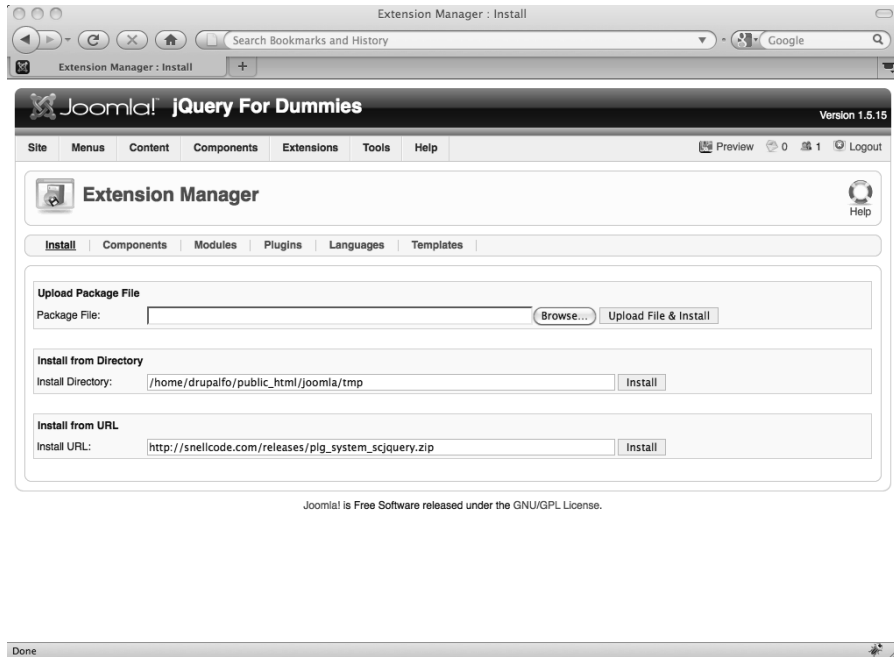 Extension Manager : Install
Search Bookmarks and History
Google
Extension Manager : Install
Joomla! jQuery For Dummies
Version 1.5.15
Site Menus Content Components Extensions Tools Help Preview 0 1 Logout
Extension Manager
Help
Install Components Modules Plugins Languages Templates
Upload Package File
Package File: Browse... Upload File & Install
Install from Directory
Install Directory: /home/drupalfo/public_html/joomla/tmp Install
Install from URL
Install URL: http://snellcode.com/releases/plg_system_scjquery.zip Install
Joomla! is Free Software released under the GNU/GPL License.
Done